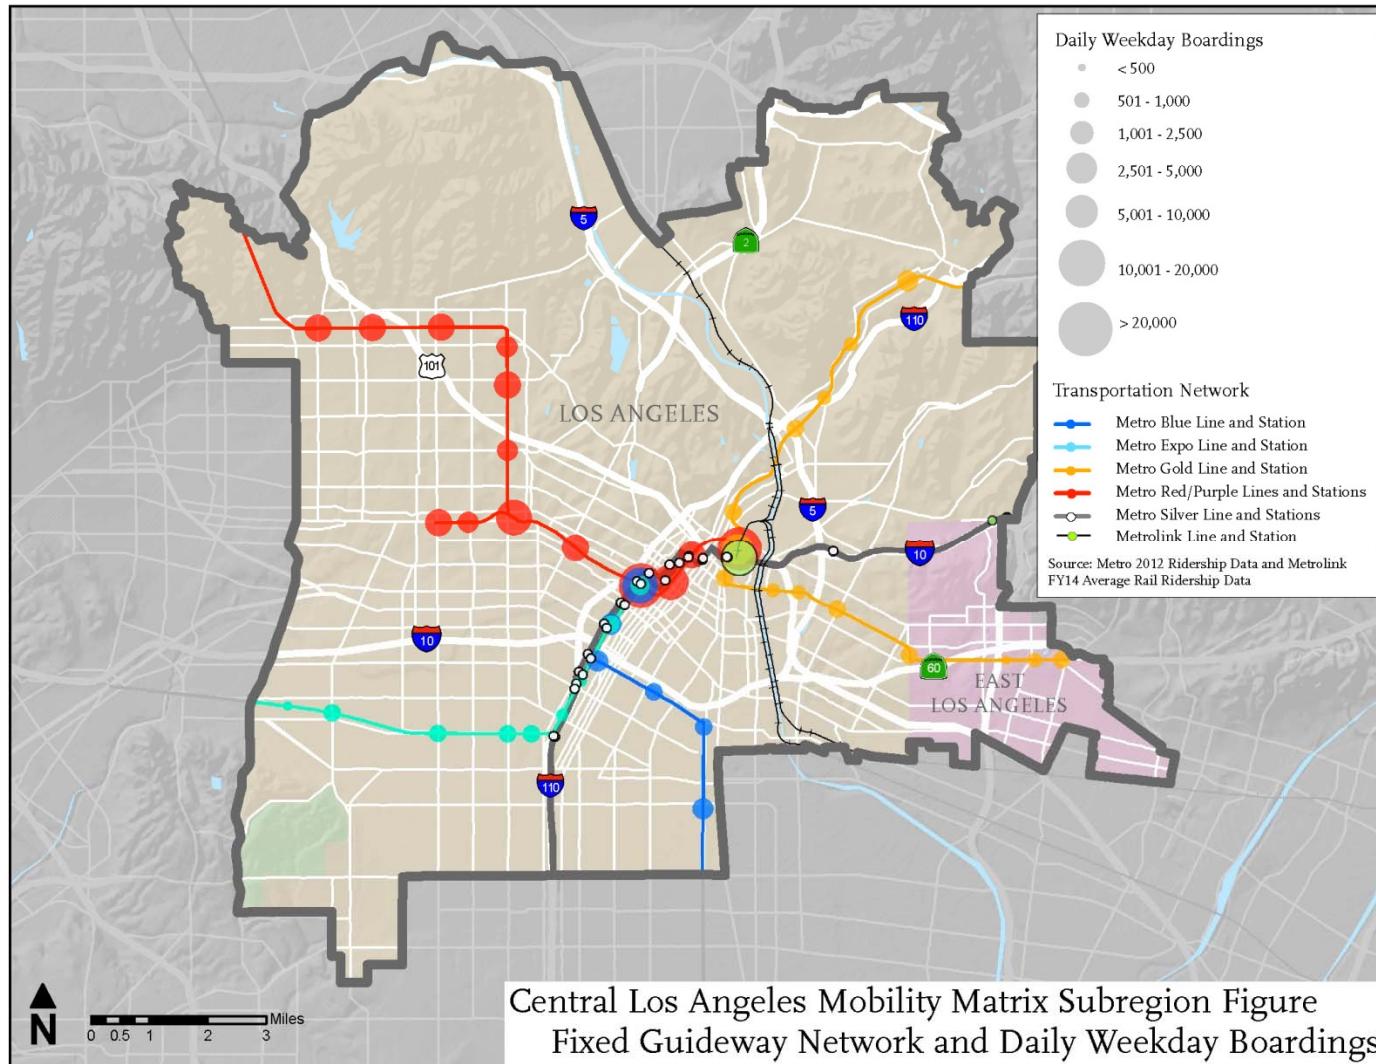 Daily Weekday Boardings
< 500
501 - 1,000
1,001 - 2,500
2,501 - 5,000
5,001 - 10,000
10,001 - 20,000
> 20,000
Transportation Network
Metro Blue Line and Station
Metro Expo Line and Station
Metro Gold Line and Station
Metro Red/Purple Lines and Stations
Metro Silver Line and Stations
Metrolink Line and Station
Source: Metro 2012 Ridership Data and Metrolink
FY14 Average Rail Ridership Data
5
2
110
101
LOS ANGELES
5
10
10
60
EAST
LOS ANGELES
110
N
0 0.5 1 2 3 Miles
Central Los Angeles Mobility Matrix Subregion Figure
Fixed Guideway Network and Daily Weekday Boardings